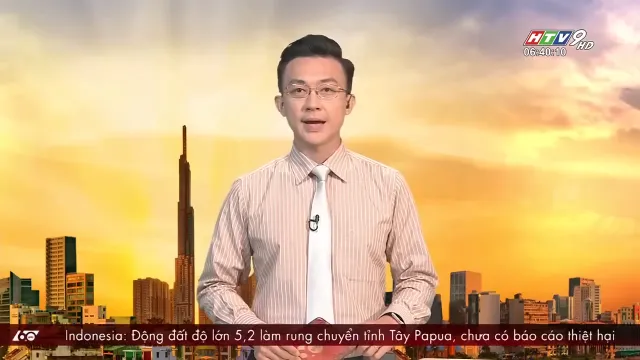 HTV9 HD
06:40:10
60
Indonesia: Động đất độ lớn 5,2 làm rung chuyển tỉnh Tây Papua, chưa có báo cáo thiệt hại